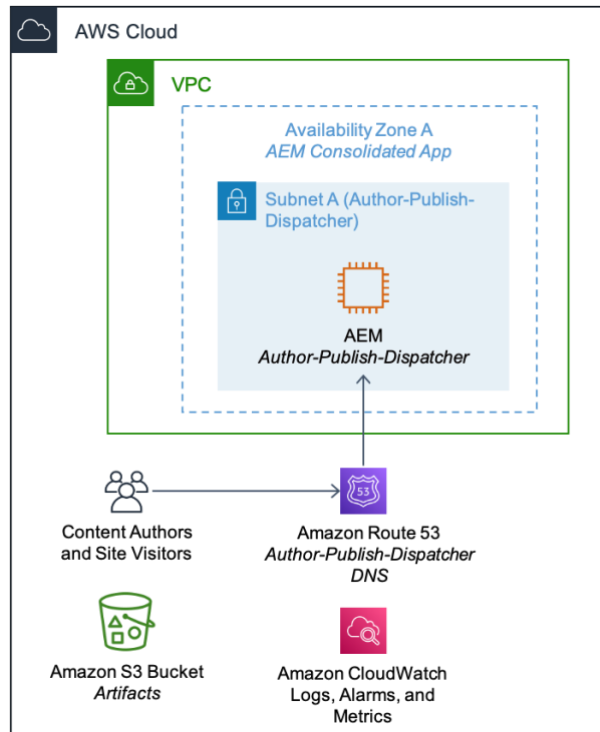 AWS Cloud
VPC
Availability Zone A
AEM Consolidated App
Subnet A (Author-Publish-
Dispatcher)
AEM
Author-Publish-Dispatcher
53
Content Authors
and Site Visitors
Amazon Route 53
Author-Publish-Dispatcher
DNS
Amazon S3 Bucket
Artifacts
Amazon CloudWatch
Logs, Alarms, and
Metrics